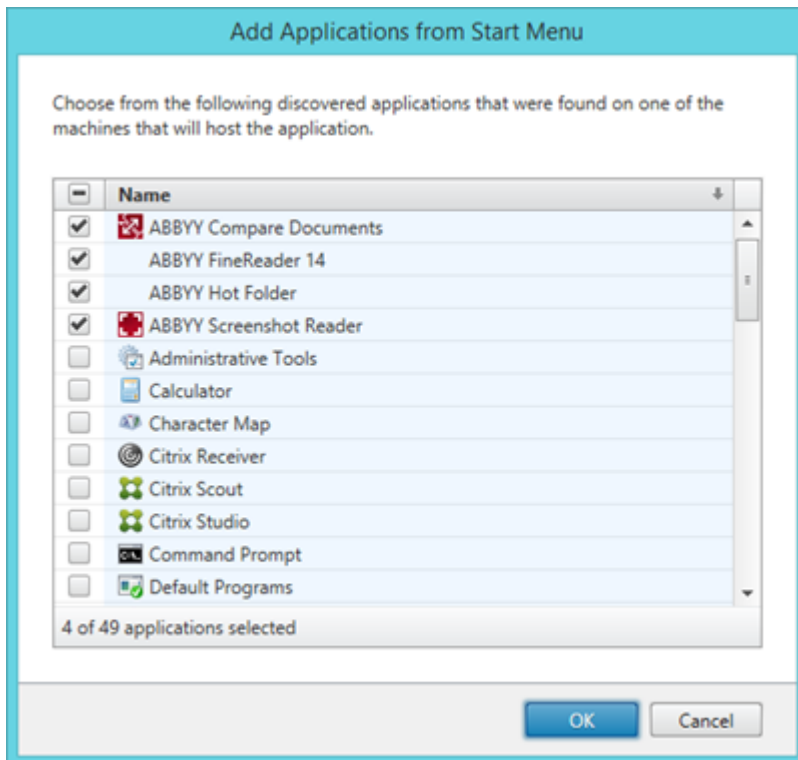 Add Applications from Start Menu
Choose from the following discovered applications that were found on one of the
machines that will host the application.
Name
ABBYY Compare Documents
ABBYY FineReader 14
ABBYY Hot Folder
ABBYY Screenshot Reader
Administrative Tools
Calculator
Character Map
Citrix Receiver
Citrix Scout
Citrix Studio
Command Prompt
Default Programs
4 of 49 applications selected
OK Cancel